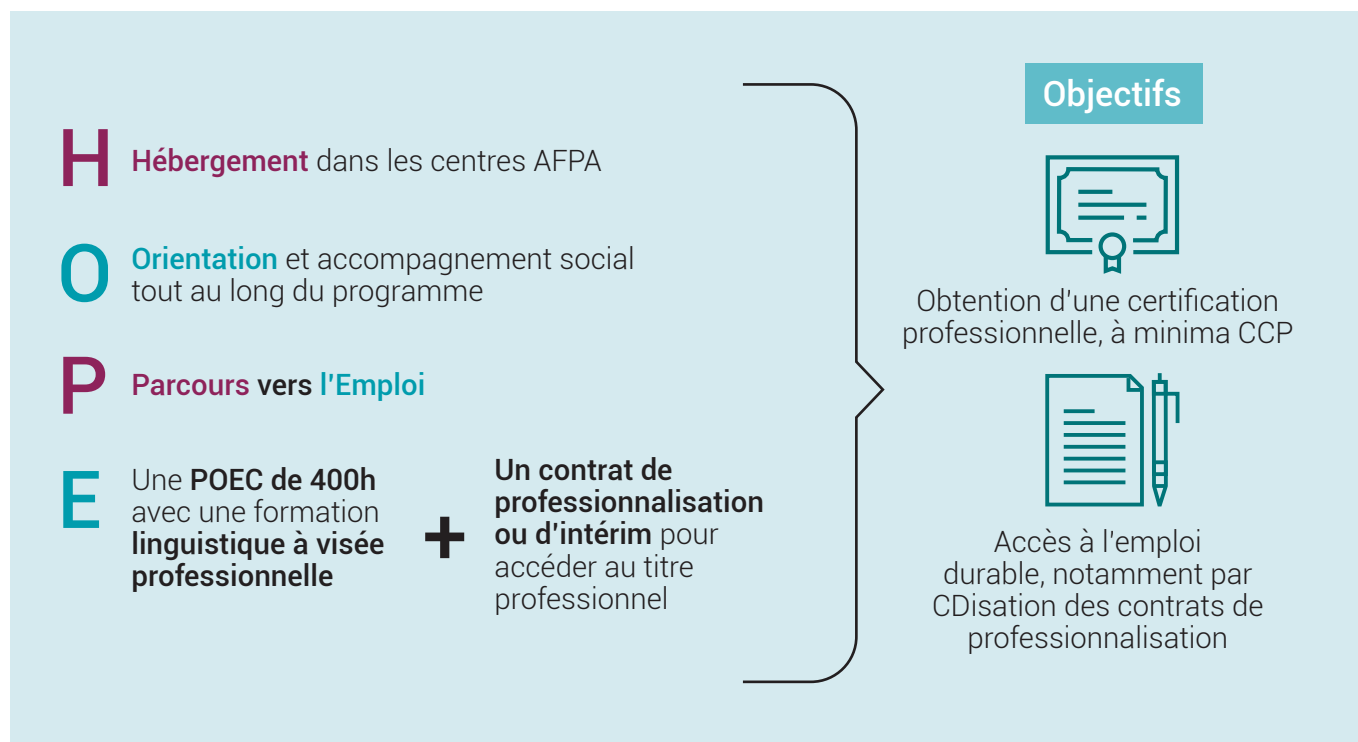 H
Hébergement dans les centres AFPA
O
Orientation et accompagnement social
tout au long du programme
P
Parcours vers l'Emploi
E
Une POEC de 400h
avec une formation
linguistique à visée
professionnelle
+
Un contrat de
professionnalisation
ou d'intérim pour
accéder au titre
professionnel
Objectifs
Obtention d'une certification
professionnelle, à minima CCP
Accès à l'emploi
durable, notamment par
CDisation des contrats de
professionnalisation